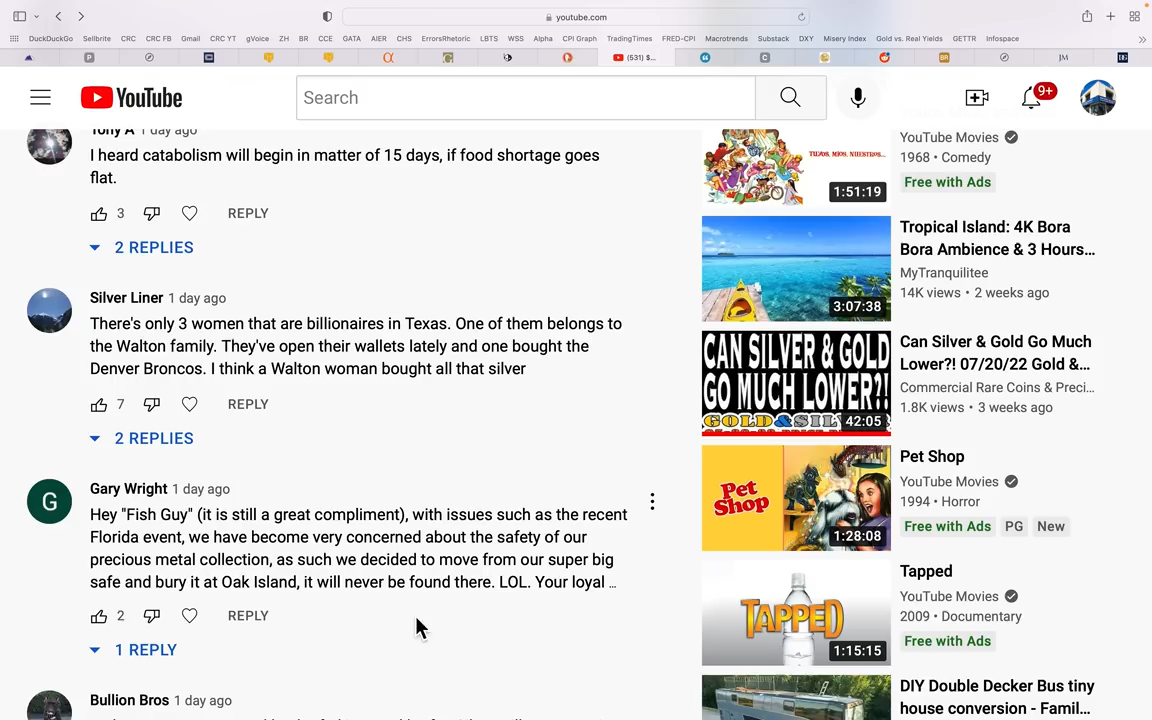 youtube.com
DuckDuckGo Sellbrite CRC CRC FB Gmail CRC YT gVoice ZH BR CCE GATA AIER CHS ErrorsRhetoric LBTS WSS Alpha CPI Graph TradingTimes FRED-CPI Macrotrends Substack DXY Misery Index Gold vs. Real Yields GETTR Infospace
(531) $...
JM
YouTube
Search
9+
Tony A 1 day ago
I heard catabolism will begin in matter of 15 days, if food shortage goes
flat.
3 REPLY
2 REPLIES
Silver Liner 1 day ago
There's only 3 women that are billionaires in Texas. One of them belongs to
the Walton family. They've open their wallets lately and one bought the
Denver Broncos. I think a Walton woman bought all that silver
7 REPLY
2 REPLIES
G
Gary Wright 1 day ago
Hey "Fish Guy" (it is still a great compliment), with issues such as the recent
Florida event, we have become very concerned about the safety of our
precious metal collection, as such we decided to move from our super big
safe and bury it at Oak Island, it will never be found there. LOL. Your loyal ...
2 REPLY
1 REPLY
Bullion Bros 1 day ago
TUYOS, MIOS, NUESTROS...
1:51:19
YouTube Movies
1968 • Comedy
Free with Ads
3:07:38
Tropical Island: 4K Bora
Bora Ambience & 3 Hours...
MyTranquilitee
14K views • 2 weeks ago
CAN SILVER & GOLD
GO MUCH LOWER?!
GOLD & SIL
42:05
Can Silver & Gold Go Much
Lower?! 07/20/22 Gold &...
Commercial Rare Coins & Preci...
1.8K views • 3 weeks ago
Pet
Shop
1:28:08
Pet Shop
YouTube Movies
1994 • Horror
Free with Ads PG New
TAPPED
1:15:15
Tapped
YouTube Movies
2009 • Documentary
Free with Ads
DIY Double Decker Bus tiny
house conversion - Famil...